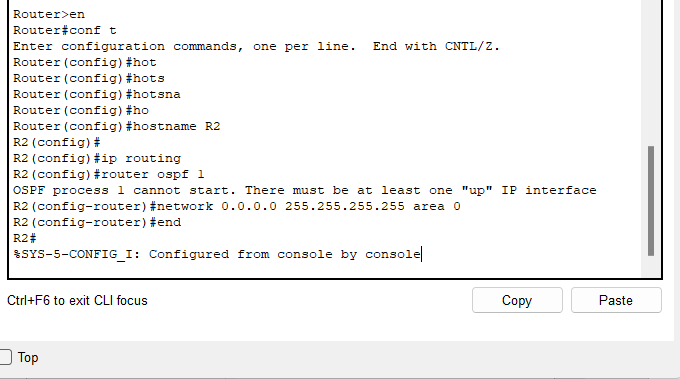 Router>en
Router#conf t
Enter configuration commands, one per line.  End with CNTL/Z.
Router(config)#hot
Router(config)#hots
Router(config)#hotsna
Router(config)#ho
Router(config)#hostname R2
R2(config)#
R2(config)#ip routing
R2(config)#router ospf 1
OSPF process 1 cannot start. There must be at least one "up" IP interface
R2(config-router)#network 0.0.0.0 255.255.255.255 area 0
R2(config-router)#end
R2#
%SYS-5-CONFIG_I: Configured from console by console
Ctrl+F6 to exit CLI focus
Copy
Paste
Top